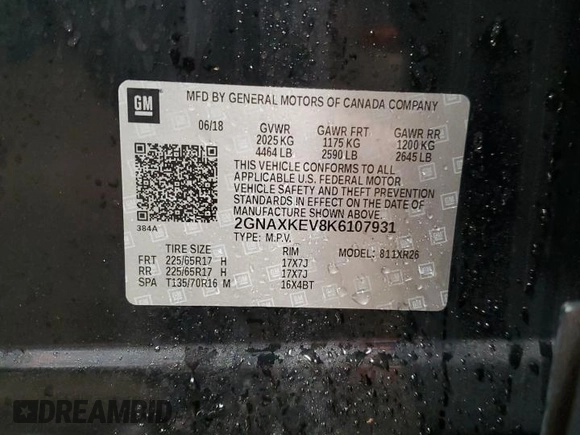 GM
MFD BY GENERAL MOTORS OF CANADA COMPANY
06/18 GVWR GAWR FRT GAWR RR
2025 KG 1175 KG 1200 KG
4464 LB 2590 LB 2645 LB
THIS VEHICLE CONFORMS TO ALL
APPLICABLE U.S. FEDERAL MOTOR
VEHICLE SAFETY AND THEFT PREVENTION
STANDARDS IN EFFECT ON THE DATE OF
MANUFACTURE SHOWN ABOVE.
384A 2GNAXKEV8K6107931
TYPE: M.P.V. MODEL: 811XR26
TIRE SIZE RIM
FRT 225/65R17 H 17X7J
RR 225/65R17 H 17X7J
SPA T135/70R16 M 16X4BT
DREAMBID